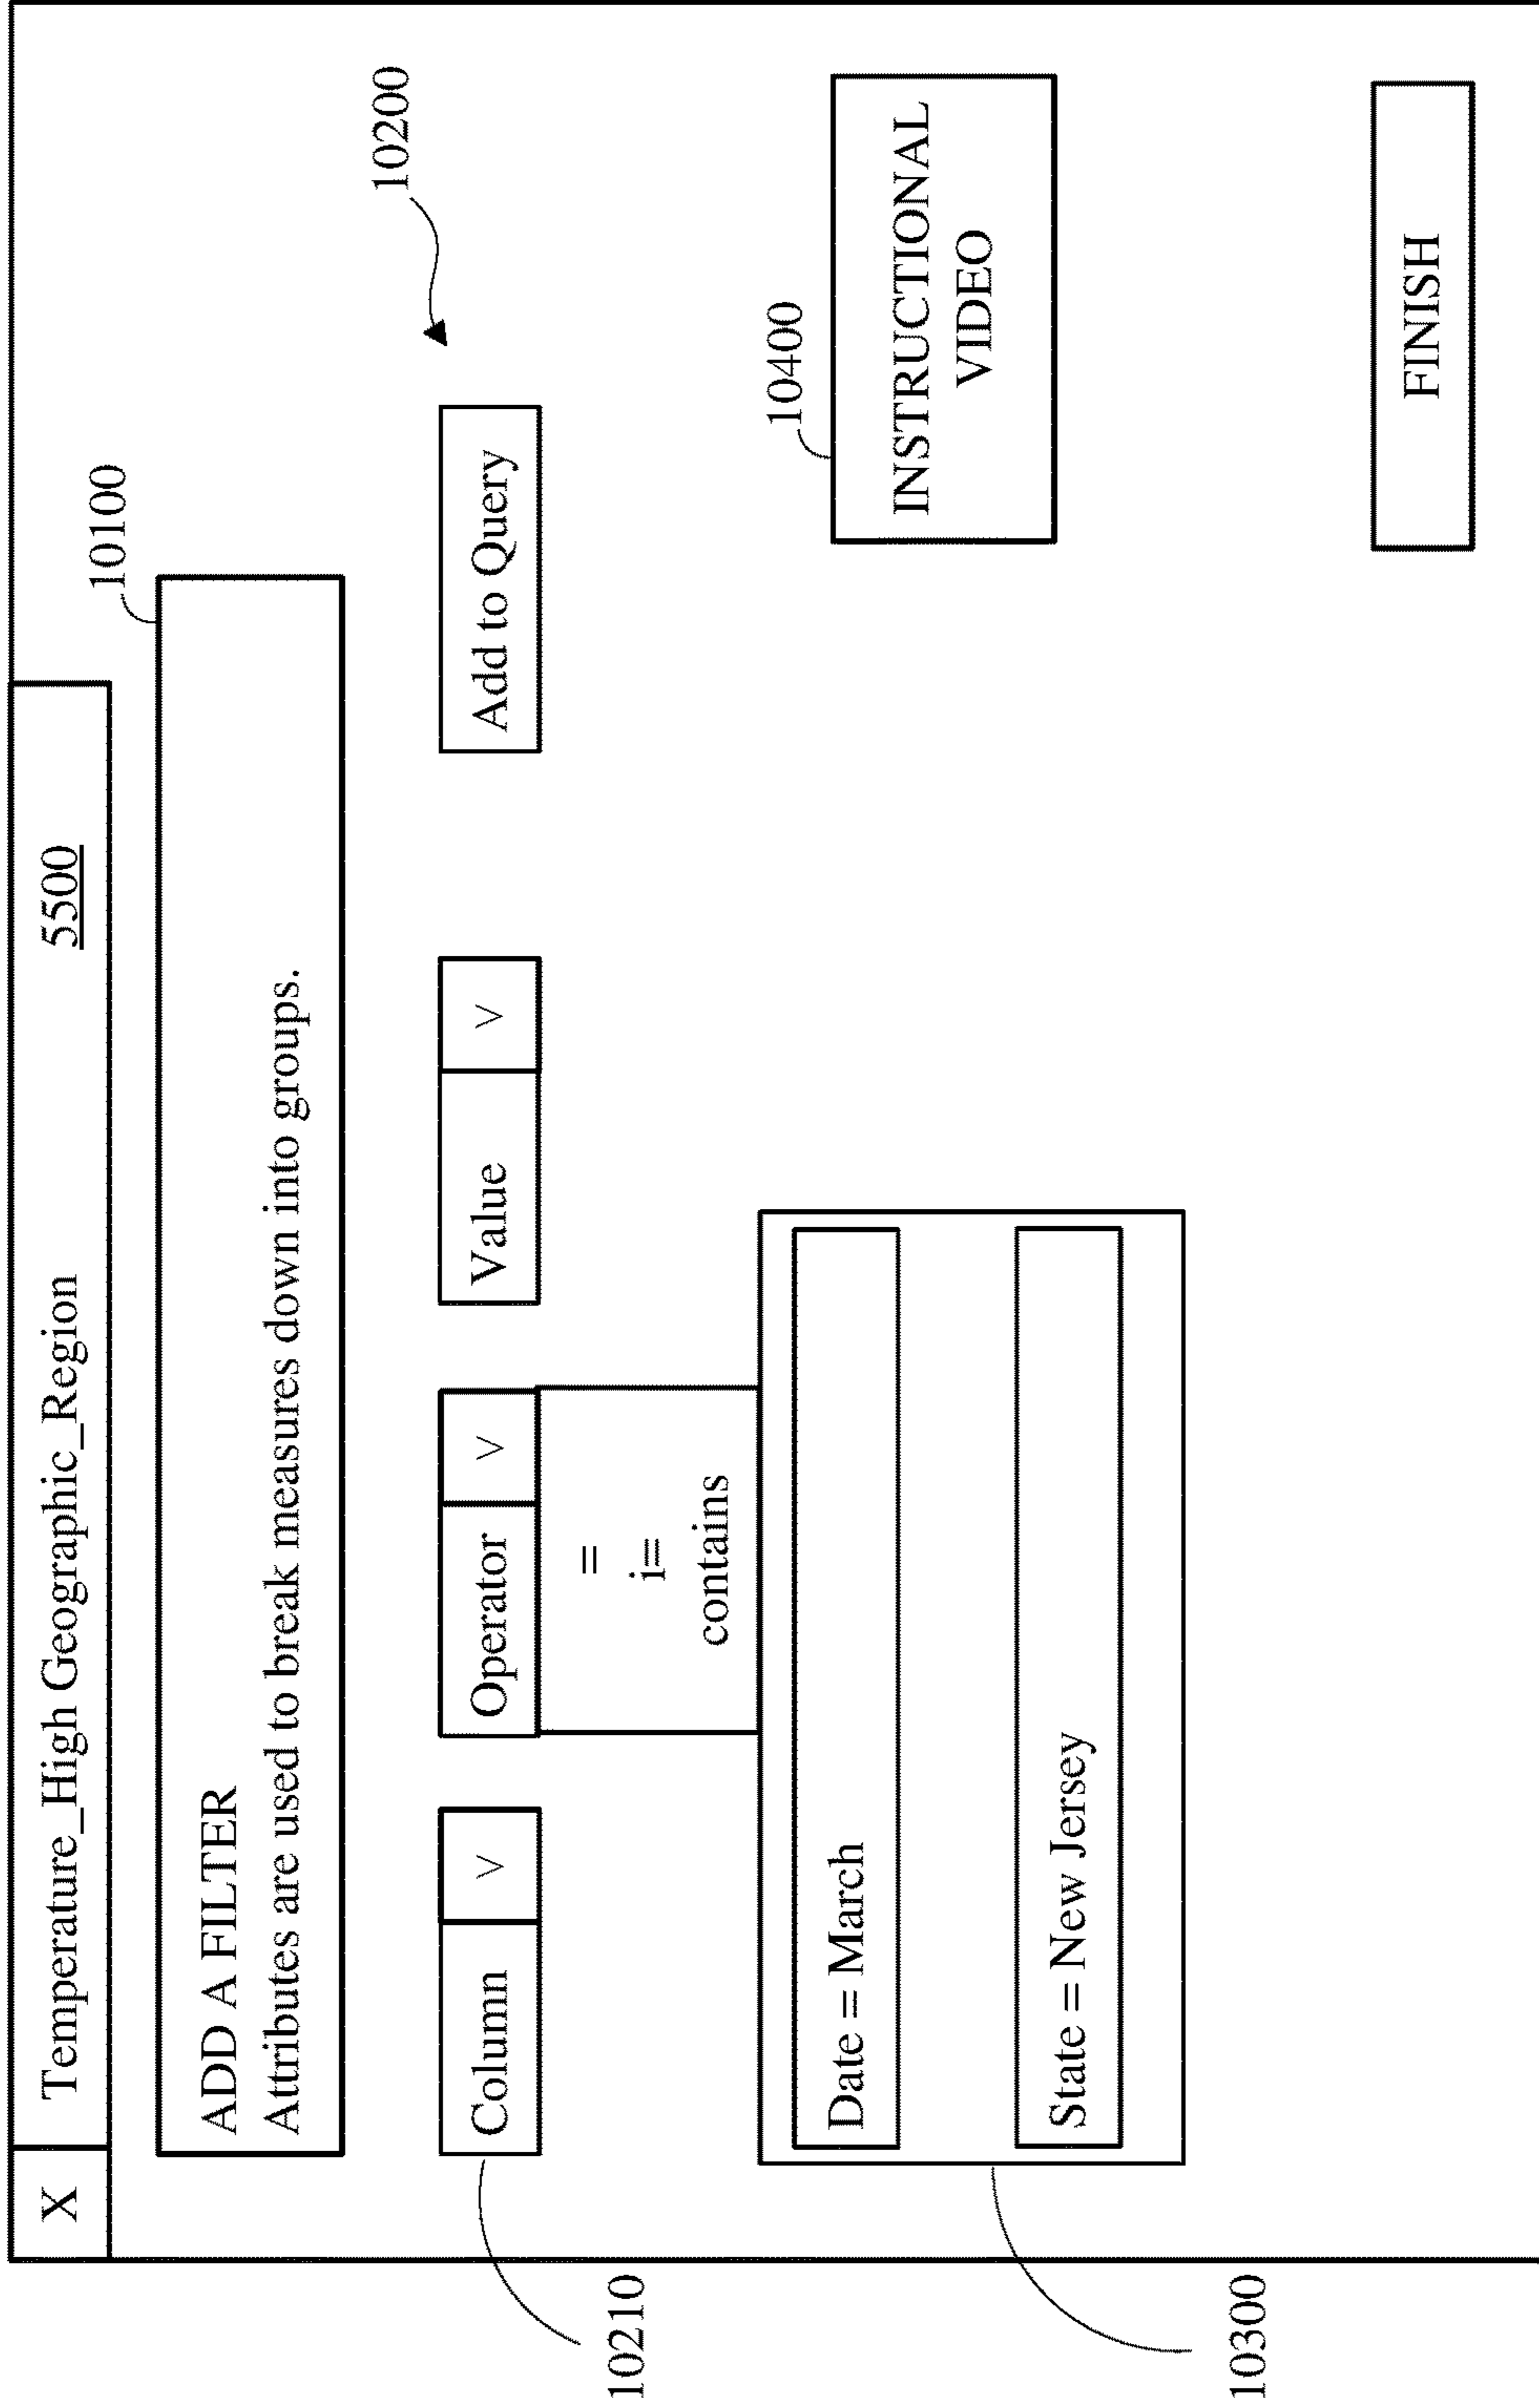 X
Temperature_High Geographic_Region
5500
10100
ADD A FILTER
Attributes are used to break measures down into groups.
10200
10210
Column
V
Operator
V
Value
V
Add to Query
=
i=
contains
10300
Date = March
State = New Jersey
10400
INSTRUCTIONAL
VIDEO
FINISH